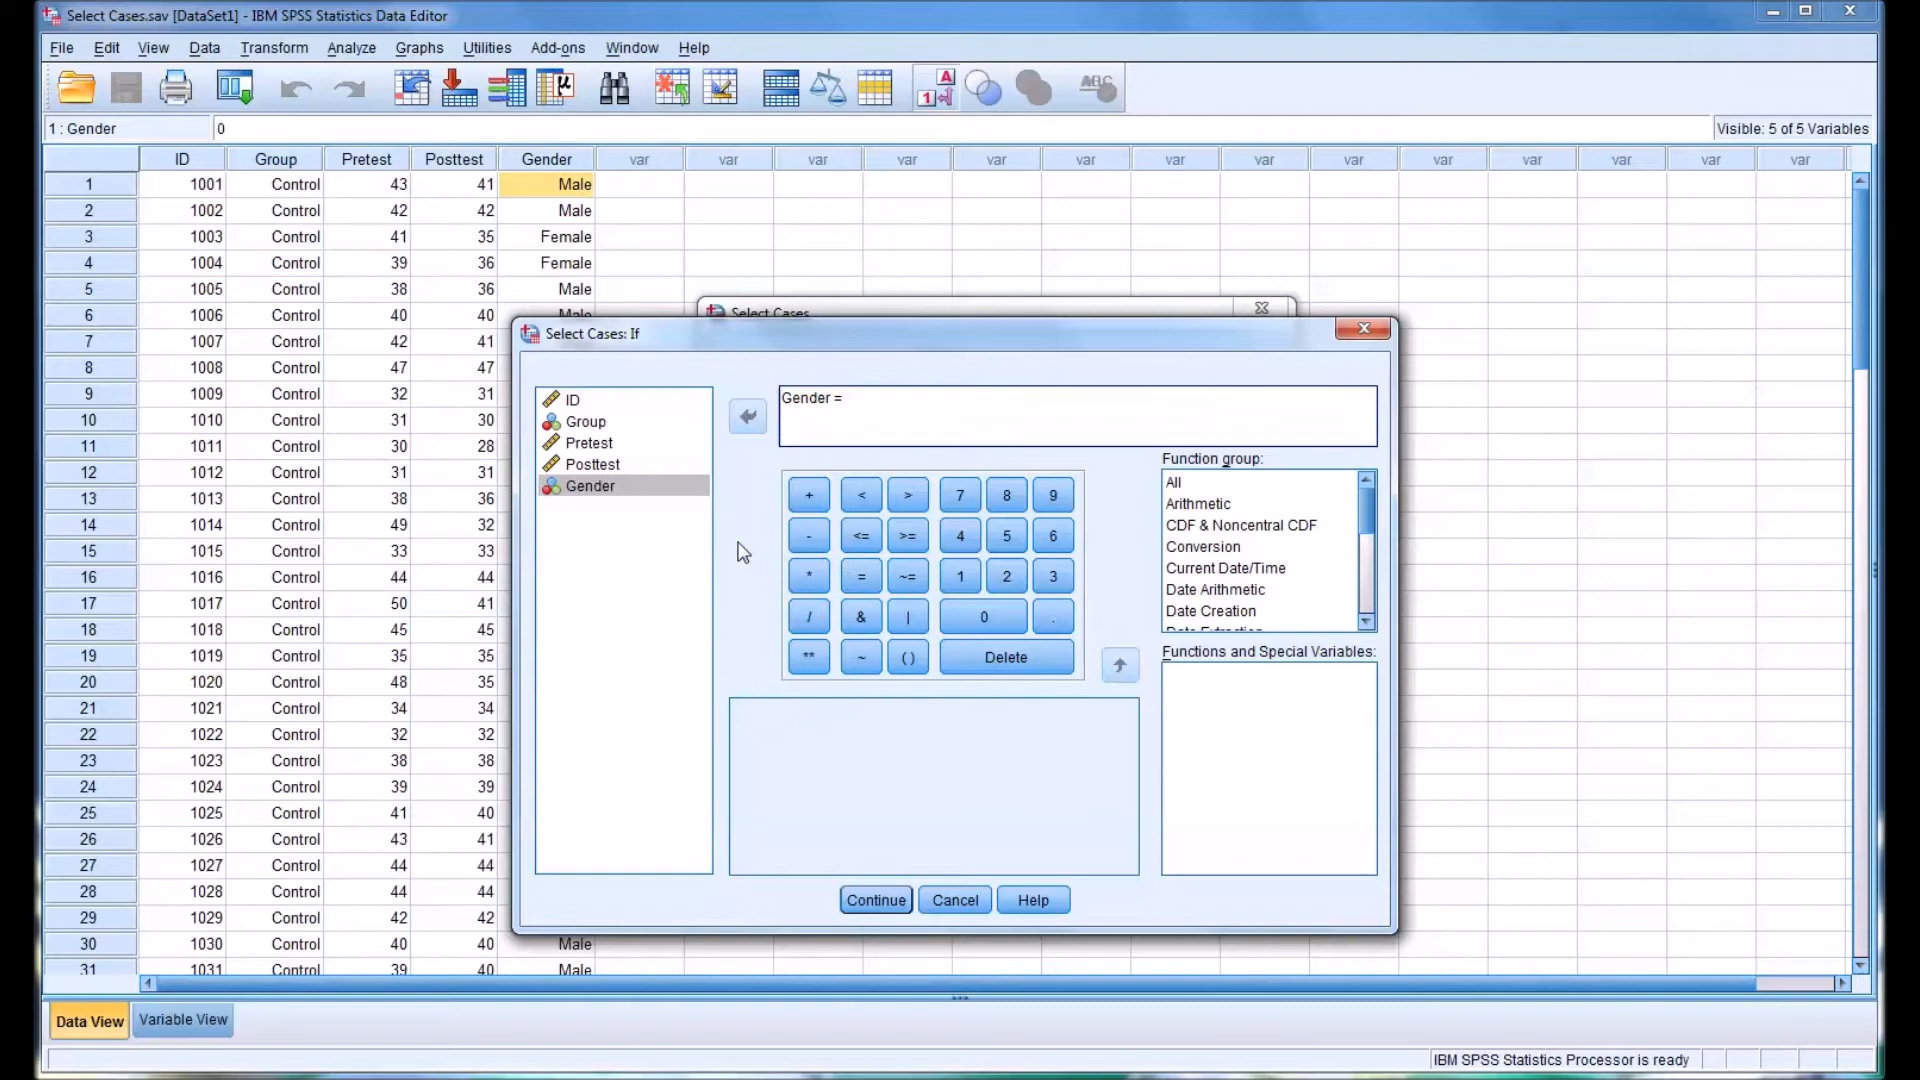 Select Cases.sav [DataSet1] - IBM SPSS Statistics Data Editor
File Edit View Data Transform Analyze Graphs Utilities Add-ons Window Help
1 : Gender 0 Visible: 5 of 5 Variables
ID Group Pretest Posttest Gender var var var var var var var var var var var var var var
1 1001 Control 43 41 Male
2 1002 Control 42 42 Male
3 1003 Control 41 35 Female
4 1004 Control 39 36 Female
5 1005 Control 38 36 Male
6 1006 Control 40 40 Male
7 1007 Control 42 41
8 1008 Control 47 47
9 1009 Control 32 31
10 1010 Control 31 30
11 1011 Control 30 28
12 1012 Control 31 31
13 1013 Control 38 36
14 1014 Control 49 32
15 1015 Control 33 33
16 1016 Control 44 44
17 1017 Control 50 41
18 1018 Control 45 45
19 1019 Control 35 35
20 1020 Control 48 35
21 1021 Control 34 34
22 1022 Control 32 32
23 1023 Control 38 38
24 1024 Control 39 39
25 1025 Control 41 40
26 1026 Control 43 41
27 1027 Control 44 44
28 1028 Control 44 44
29 1029 Control 42 42
30 1030 Control 40 40 Male
31 1031 Control 39 40 Male
Select Cases
Select Cases: If
ID
Group
Pretest
Posttest
Gender
Gender =
+ < > 7 8 9
- <= >= 4 5 6
* = ~= 1 2 3
/ & | 0 .
** ~ ( ) Delete
Function group:
All
Arithmetic
CDF & Noncentral CDF
Conversion
Current Date/Time
Date Arithmetic
Date Creation
Date Extraction
Functions and Special Variables:
Continue Cancel Help
Data View Variable View
IBM SPSS Statistics Processor is ready